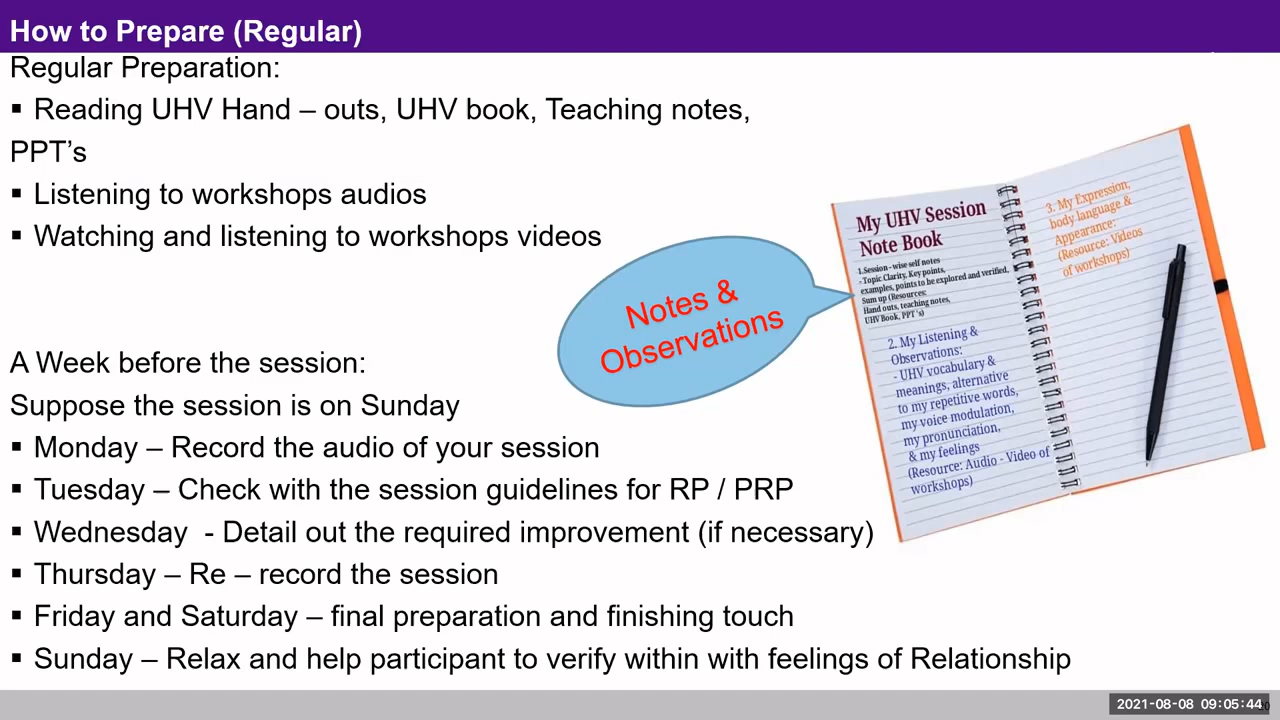 How to Prepare (Regular)
Regular Preparation:
▪ Reading UHV Hand – outs, UHV book, Teaching notes,
PPT’s
▪ Listening to workshops audios
▪ Watching and listening to workshops videos
A Week before the session:
Suppose the session is on Sunday
▪ Monday – Record the audio of your session
▪ Tuesday – Check with the session guidelines for RP / PRP
▪ Wednesday - Detail out the required improvement (if necessary)
▪ Thursday – Re – record the session
▪ Friday and Saturday – final preparation and finishing touch
▪ Sunday – Relax and help participant to verify within with feelings of Relationship
Notes &
Observations
My UHV Session
Note Book
1.Session - wise self notes
- Topic Clarity, Key points,
examples, points to be explored and verified,
Sum up (Resources:
Hand outs, teaching notes,
UHV Book, PPT 's)
2. My Listening &
Observations:
- UHV vocabulary &
meanings, alternative
to my repetitive words,
my voice modulation,
my pronunciation,
& my feelings
(Resource: Audio - Video of
workshops)
3. My Expression,
body language &
Appearance:
(Resource: Videos
of workshops)
2021-08-08 09:05:44